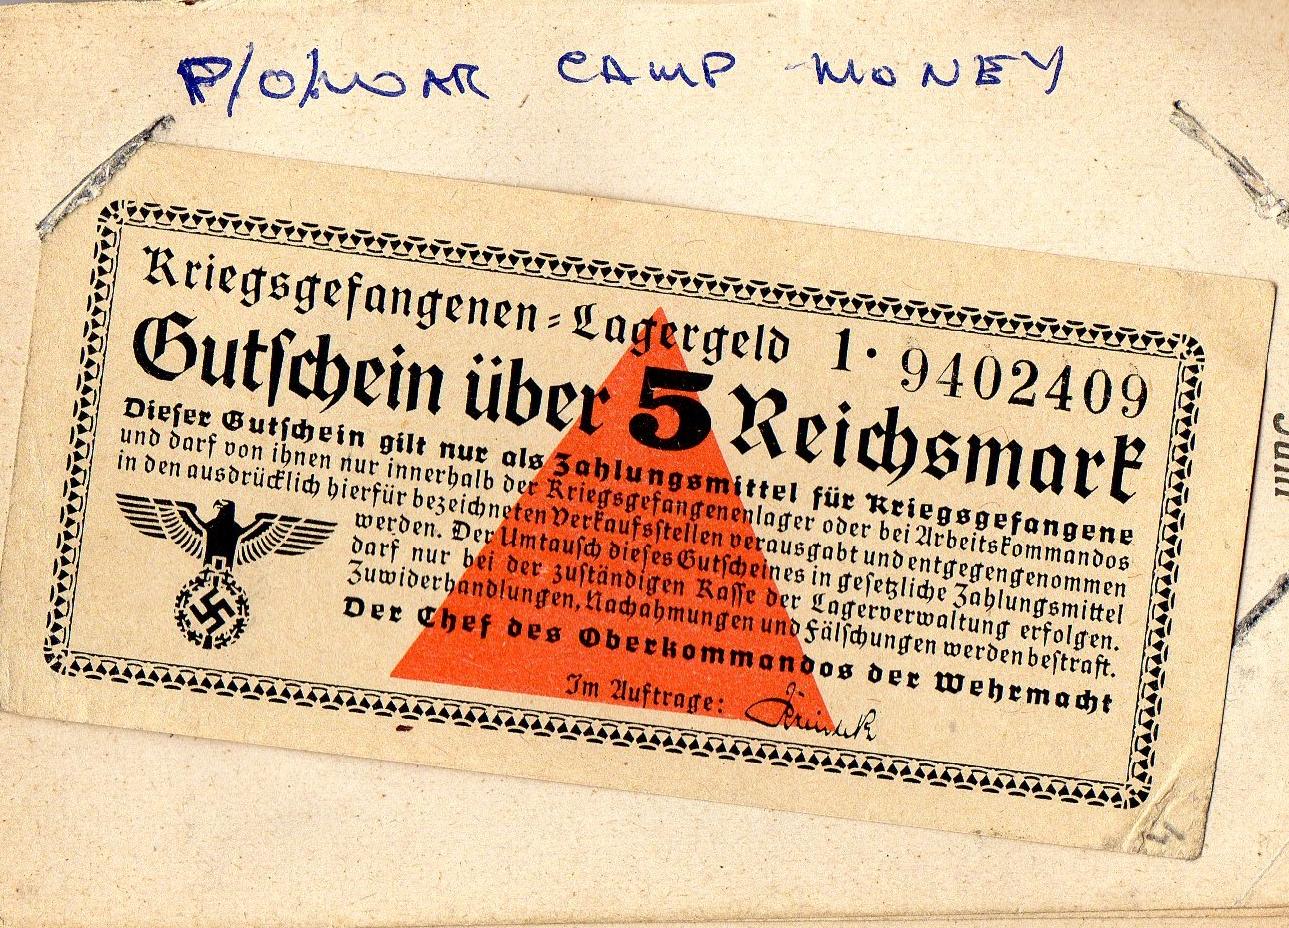 P/O/WAR CAMP MONEY
Kriegsgefangenen=Lagergeld 1· 9402409
Gutſchein über 5 Reichsmark
Dieſer Gutſchein gilt nur als Zahlungsmittel für Kriegsgefangene
und darf von ihnen nur innerhalb der Kriegsgefangenenlager oder bei Arbeitskommandos
in den ausdrücklich hierfür bezeichneten Verkaufsſtellen verausgabt und entgegengenommen
werden. Der Umtauſch dieſes Gutſcheines in geſetzliche Zahlungsmittel
darf nur bei der zuſtändigen Kaſſe der Lagerverwaltung erfolgen.
Zuwiderhandlungen, Nachahmungen und Fälſchungen werden beſtraft.
Der Chef des Oberkommandos der Wehrmacht
Im Auftrage:
4